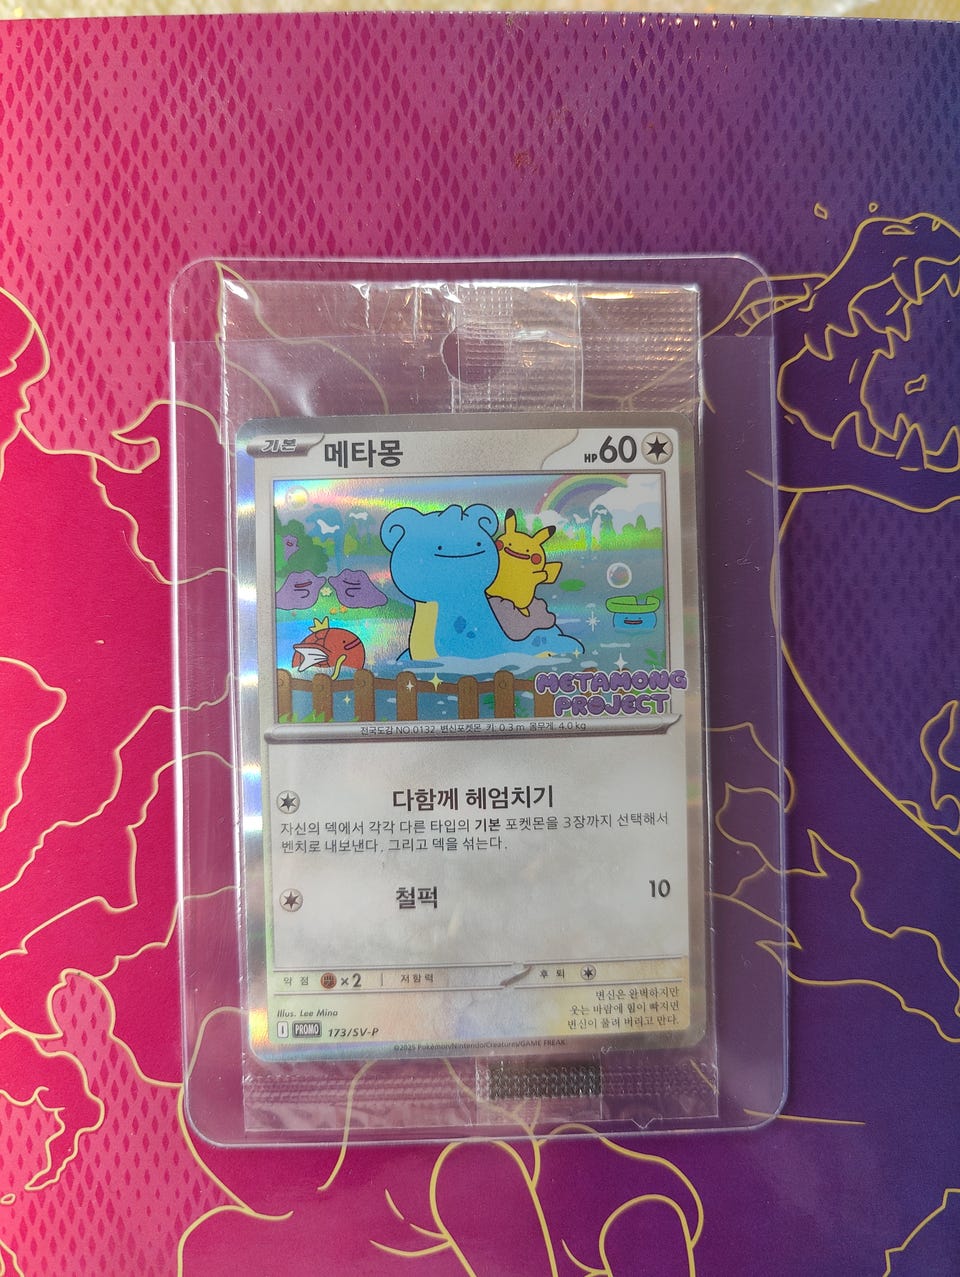 기본 메타몽 HP 60
METAMONG
PROJECT
전국도감 NO.0132 변신포켓몬 키: 0.3 m 몸무게: 4.0 kg
다함께 헤엄치기
자신의 덱에서 각각 다른 타입의 기본 포켓몬을 3장까지 선택해서
벤치로 내보낸다. 그리고 덱을 섞는다.
철퍽 10
약점 ×2 저항력 후퇴
변신은 완벽하지만
웃는 바람에 힘이 빠지면
변신이 풀려 버리고 만다.
Illus. Lee Mina
I PROMO 173/SV-P
©2025 Pokémon/Nintendo/Creatures/GAME FREAK